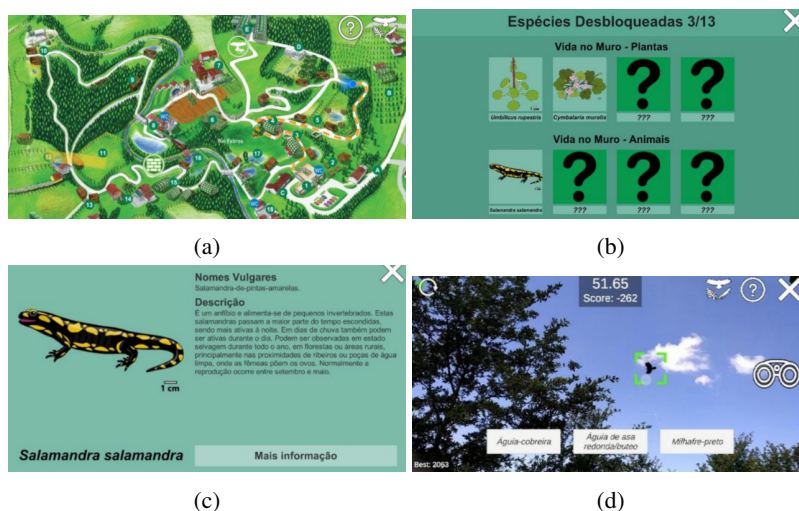 (a)
Espécies Desbloqueadas 3/13
Vida no Muro - Plantas
1 cm
Umbilicus rupestris
Cymbalaria muralis
???
???
Vida no Muro - Animais
Salamandra salamandra
???
???
???
(b)
Nomes Vulgares
Salamandra-de-pintas-amarelas.
Descrição
É um anfíbio e alimenta-se de pequenos invertebrados. Estas
salamandras passam a maior parte do tempo escondidas,
sendo mais ativas à noite. Em dias de chuva também podem
ser ativas durante o dia. Podem ser observadas em estado
selvagem durante todo o ano, em florestas ou áreas rurais,
principalmente nas proximidades de ribeiros ou poças de água
limpa, onde as fêmeas põem os ovos. Normalmente a
reprodução ocorre entre setembro e maio.
1 cm
Salamandra salamandra
Mais informação
(c)
51.65
Score: -262
Águia-cobreira
Águia de asa
redonda/buteo
Milhafre-preto
Best: 2063
(d)